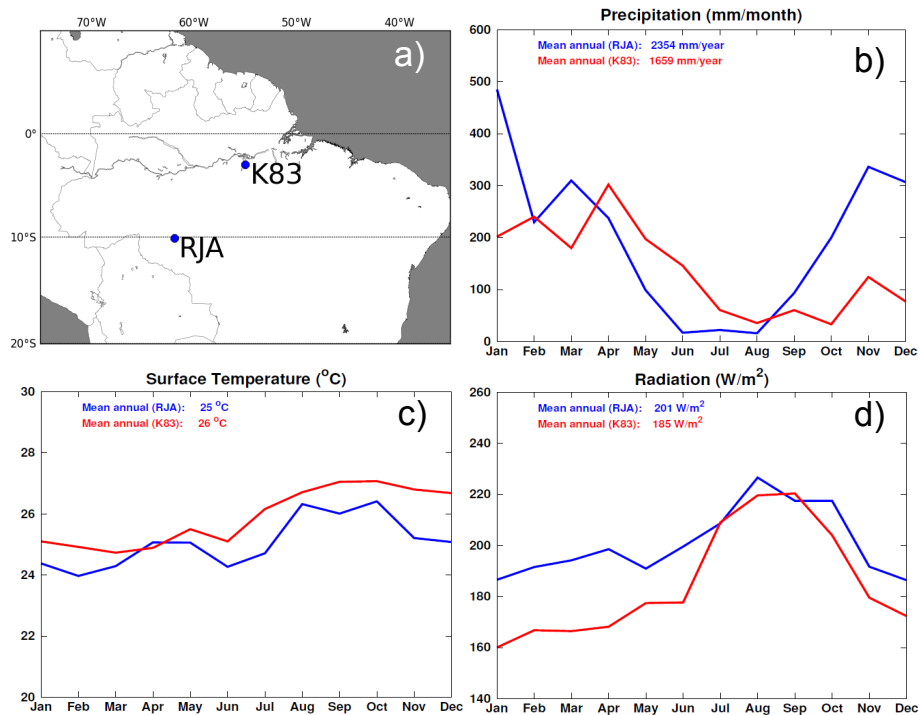 70°W 60°W 50°W 40°W
a)
0°
K83
10°S
RJA
20°S
Precipitation (mm/month)
600
Mean annual (RJA): 2354 mm/year
Mean annual (K83): 1659 mm/year
b)
500
400
300
200
100
0
Jan Feb Mar Apr May Jun Jul Aug Sep Oct Nov Dec
Surface Temperature (°C)
30
Mean annual (RJA): 25 °C
Mean annual (K83): 26 °C
c)
28
26
24
22
20
Jan Feb Mar Apr May Jun Jul Aug Sep Oct Nov Dec
Radiation (W/m²)
260
Mean annual (RJA): 201 W/m²
Mean annual (K83): 185 W/m²
d)
240
220
200
180
160
140
Jan Feb Mar Apr May Jun Jul Aug Sep Oct Nov Dec